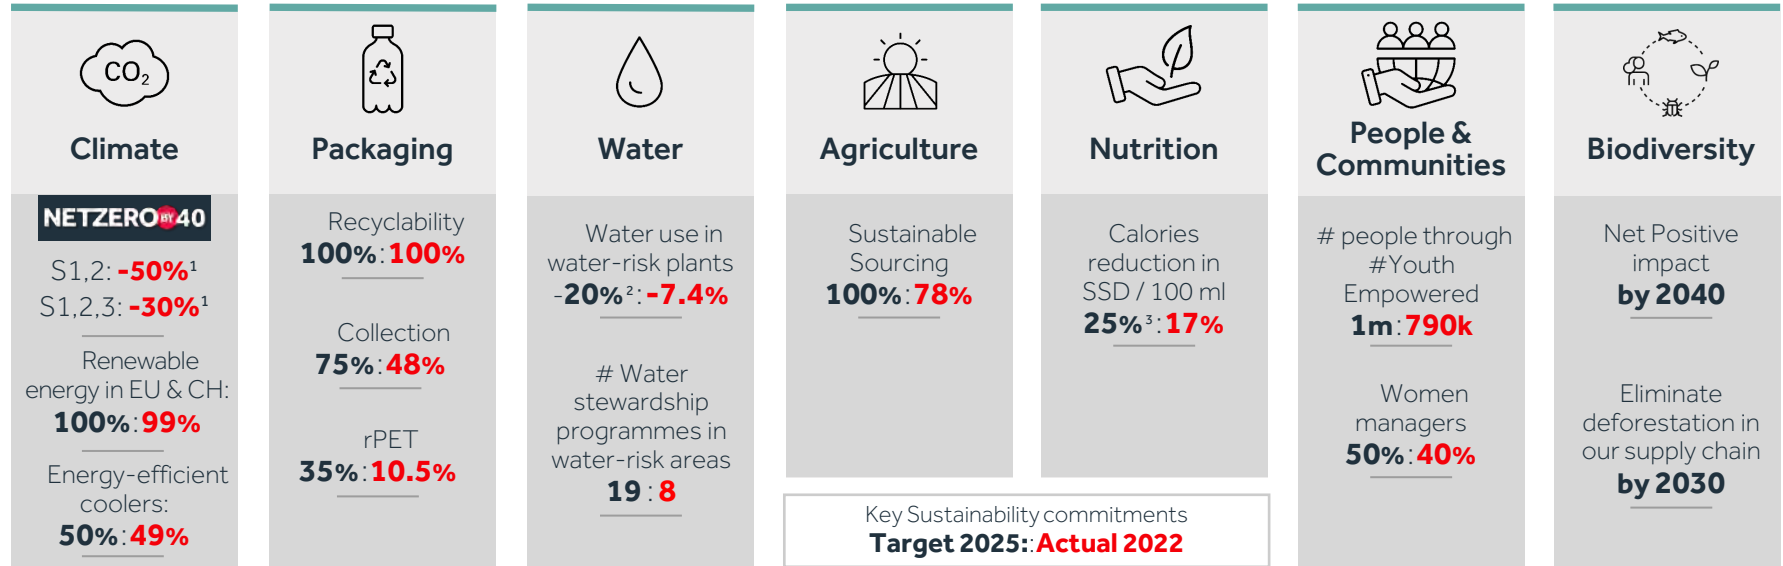 CO₂
Climate
NETZERO BY 40
S1,2: -50%¹
S1,2,3: -30%¹
Renewable
energy in EU & CH:
100%:99%
Energy-efficient
coolers:
50%:49%
Packaging
Recyclability
100%:100%
Collection
75%:48%
rPET
35%:10.5%
Water
Water use in
water-risk plants
-20%²:-7.4%
# Water
stewardship
programmes in
water-risk areas
19:8
Agriculture
Sustainable
Sourcing
100%:78%
Nutrition
Calories
reduction in
SSD / 100 ml
25%³:17%
Key Sustainability commitments
Target 2025::Actual 2022
People &
Communities
# people through
#Youth
Empowered
1m:790k
Women
managers
50%:40%
Biodiversity
Net Positive
impact
by 2040
Eliminate
deforestation in
our supply chain
by 2030